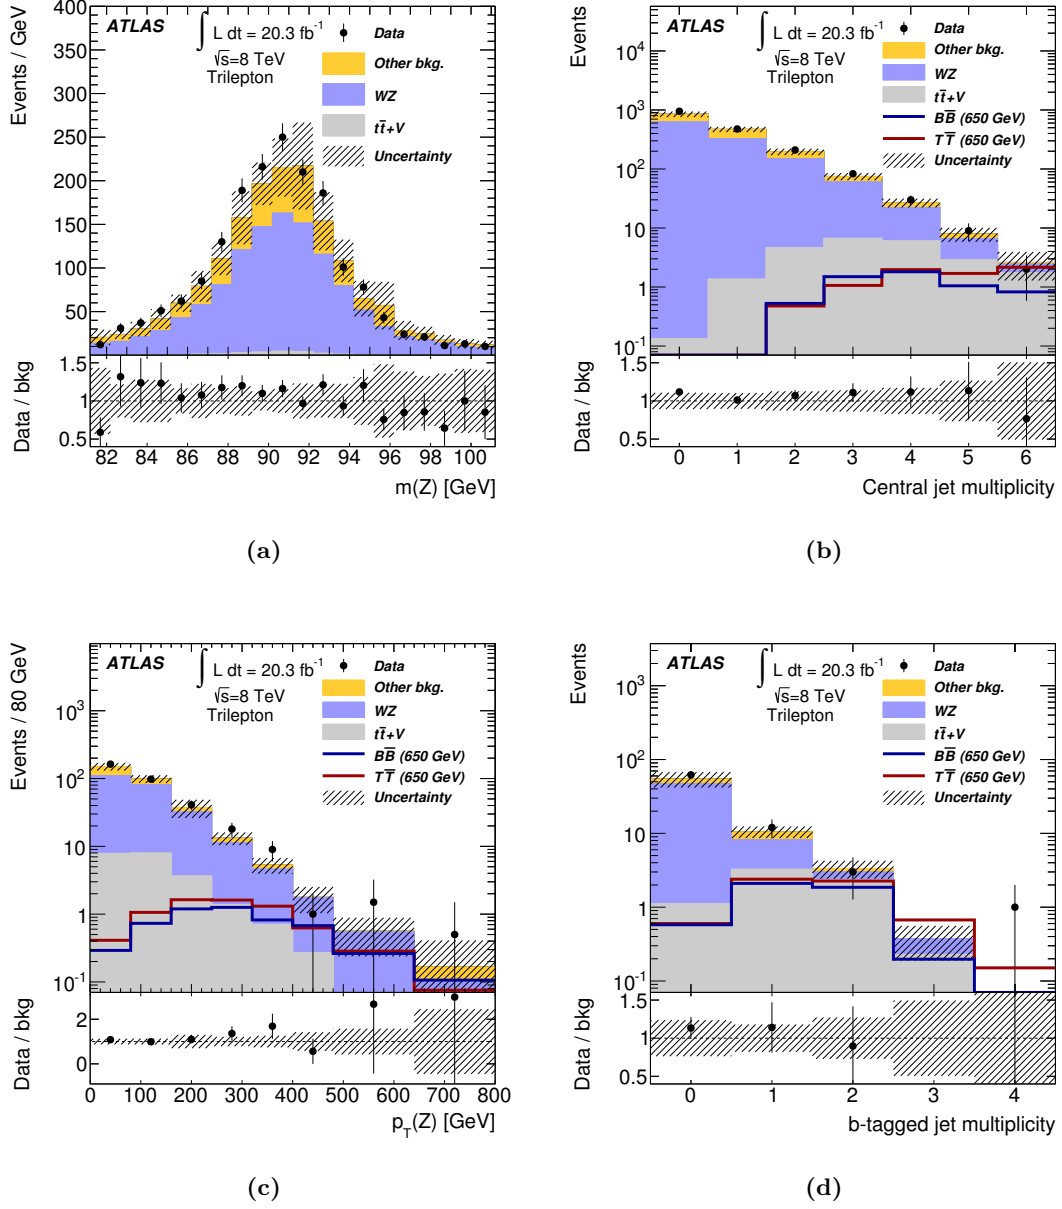 ATLAS
∫ L dt = 20.3 fb⁻¹
√s=8 TeV
Trilepton
Data
Other bkg.
WZ
tt̅+V
Uncertainty
Events / GeV
400
350
300
250
200
150
100
50
Data / bkg
1.5
1
0.5
82 84 86 88 90 92 94 96 98 100
m(Z) [GeV]
(a)
ATLAS
∫ L dt = 20.3 fb⁻¹
√s=8 TeV
Trilepton
Data
Other bkg.
WZ
tt̅+V
BB̅ (650 GeV)
TT̅ (650 GeV)
Uncertainty
Events
10⁴
10³
10²
10
1
10⁻¹
Data / bkg
1.5
1
0.5
0 1 2 3 4 5 6
Central jet multiplicity
(b)
ATLAS
∫ L dt = 20.3 fb⁻¹
√s=8 TeV
Trilepton
Data
Other bkg.
WZ
tt̅+V
BB̅ (650 GeV)
TT̅ (650 GeV)
Uncertainty
Events / 80 GeV
10³
10²
10
1
10⁻¹
Data / bkg
2
0
0 100 200 300 400 500 600 700 800
p_T(Z) [GeV]
(c)
ATLAS
∫ L dt = 20.3 fb⁻¹
√s=8 TeV
Trilepton
Data
Other bkg.
WZ
tt̅+V
BB̅ (650 GeV)
TT̅ (650 GeV)
Uncertainty
Events
10³
10²
10
1
10⁻¹
Data / bkg
1.5
1
0.5
0 1 2 3 4
b-tagged jet multiplicity
(d)